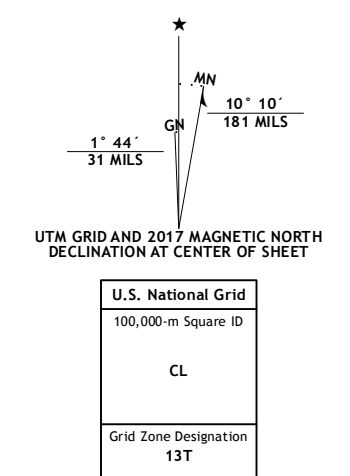 ★
MN
GN
10° 10´
181 MILS
1° 44´
31 MILS
UTM GRID AND 2017 MAGNETIC NORTH
DECLINATION AT CENTER OF SHEET
U.S. National Grid
100,000-m Square ID
CL
Grid Zone Designation
13T